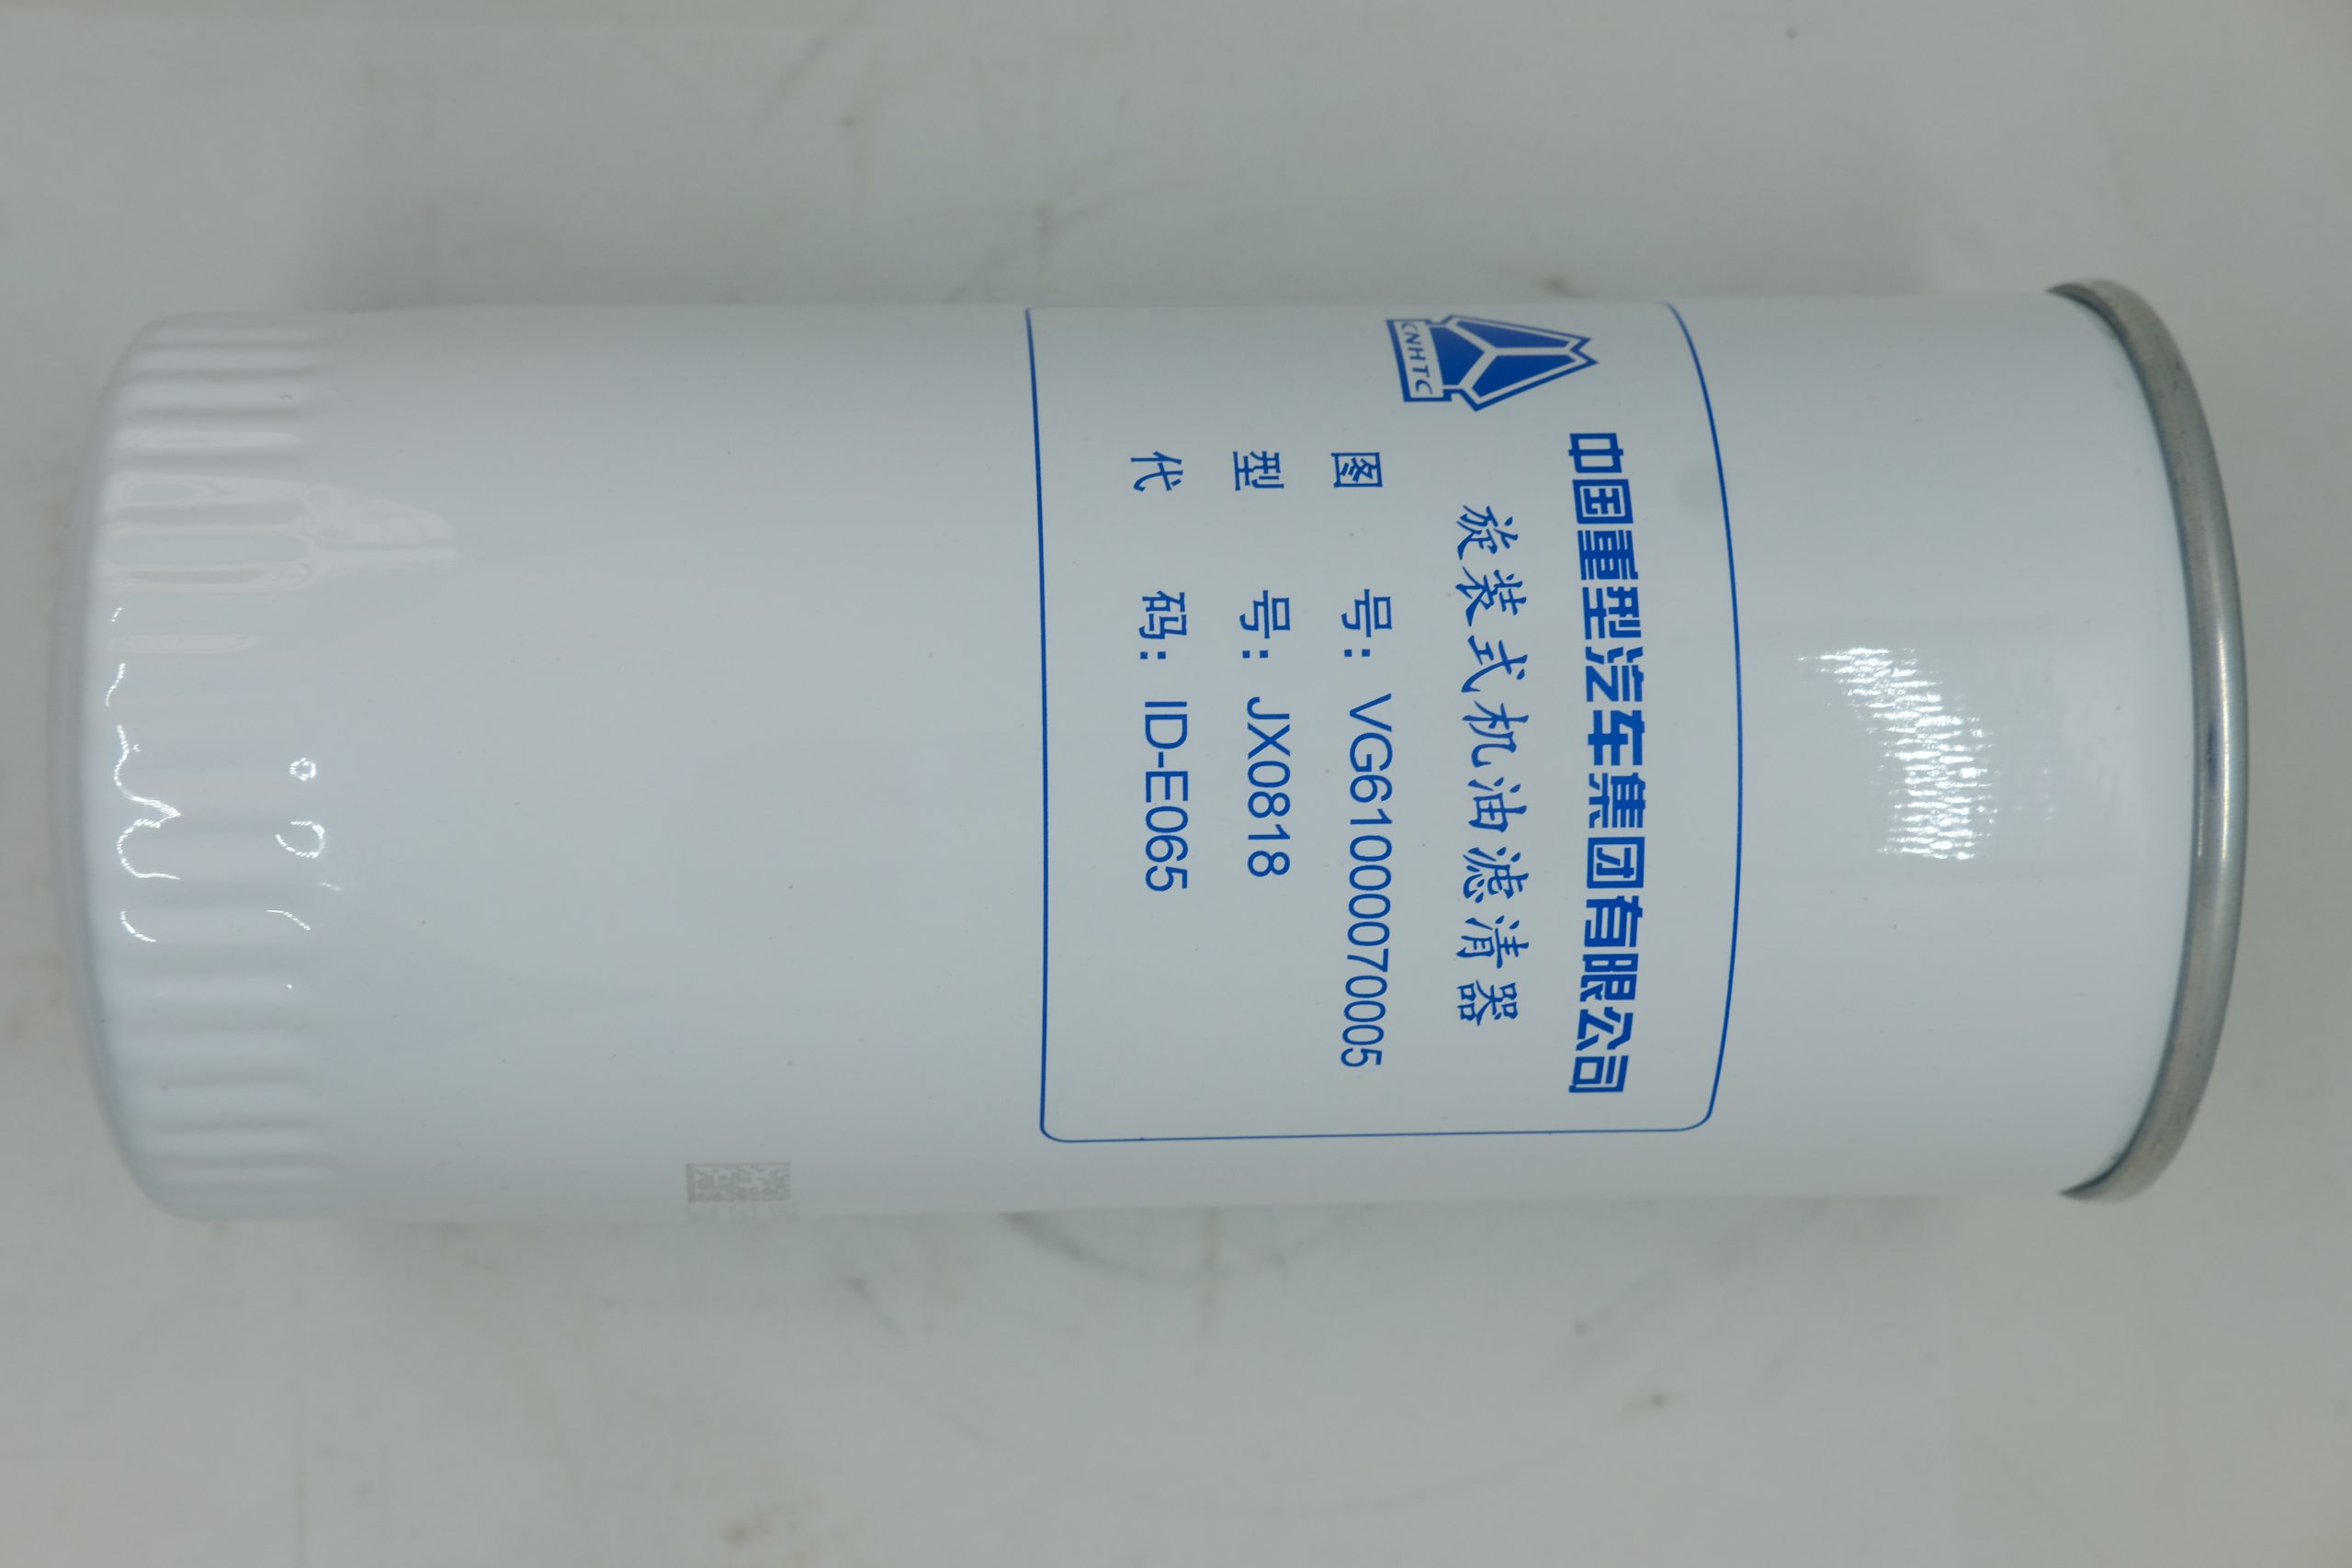 CNHTC
中国重型汽车集团有限公司
旋装式机油滤清器
图 号: VG61000070005
型 号: JX0818
代 码: ID-E065